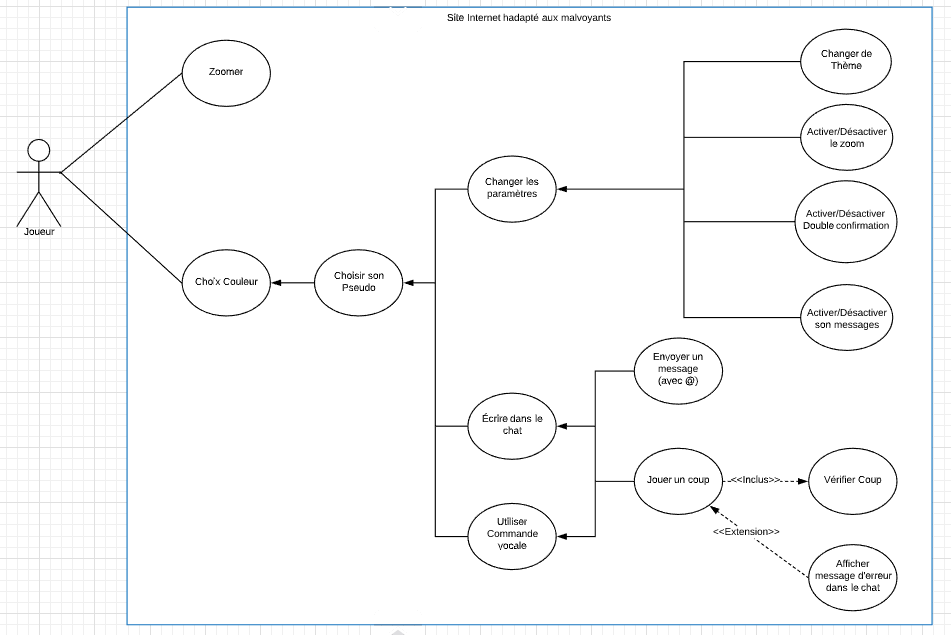 Site Internet hadapté aux malvoyants
Zoomer
Changer de
Thème
Activer/Désactiver
le zoom
Joueur
Changer les
paramètres
Activer/Désactiver
Double confirmation
Choix Couleur
Choisir son
Pseudo
Activer/Désactiver
son messages
Envoyer un
message
(avec @)
Écrire dans le
chat
Jouer un coup
<<Inclus>>
Vérifier Coup
Utiliser
Commande
vocale
<<Extension>>
Afficher
message d'erreur
dans le chat